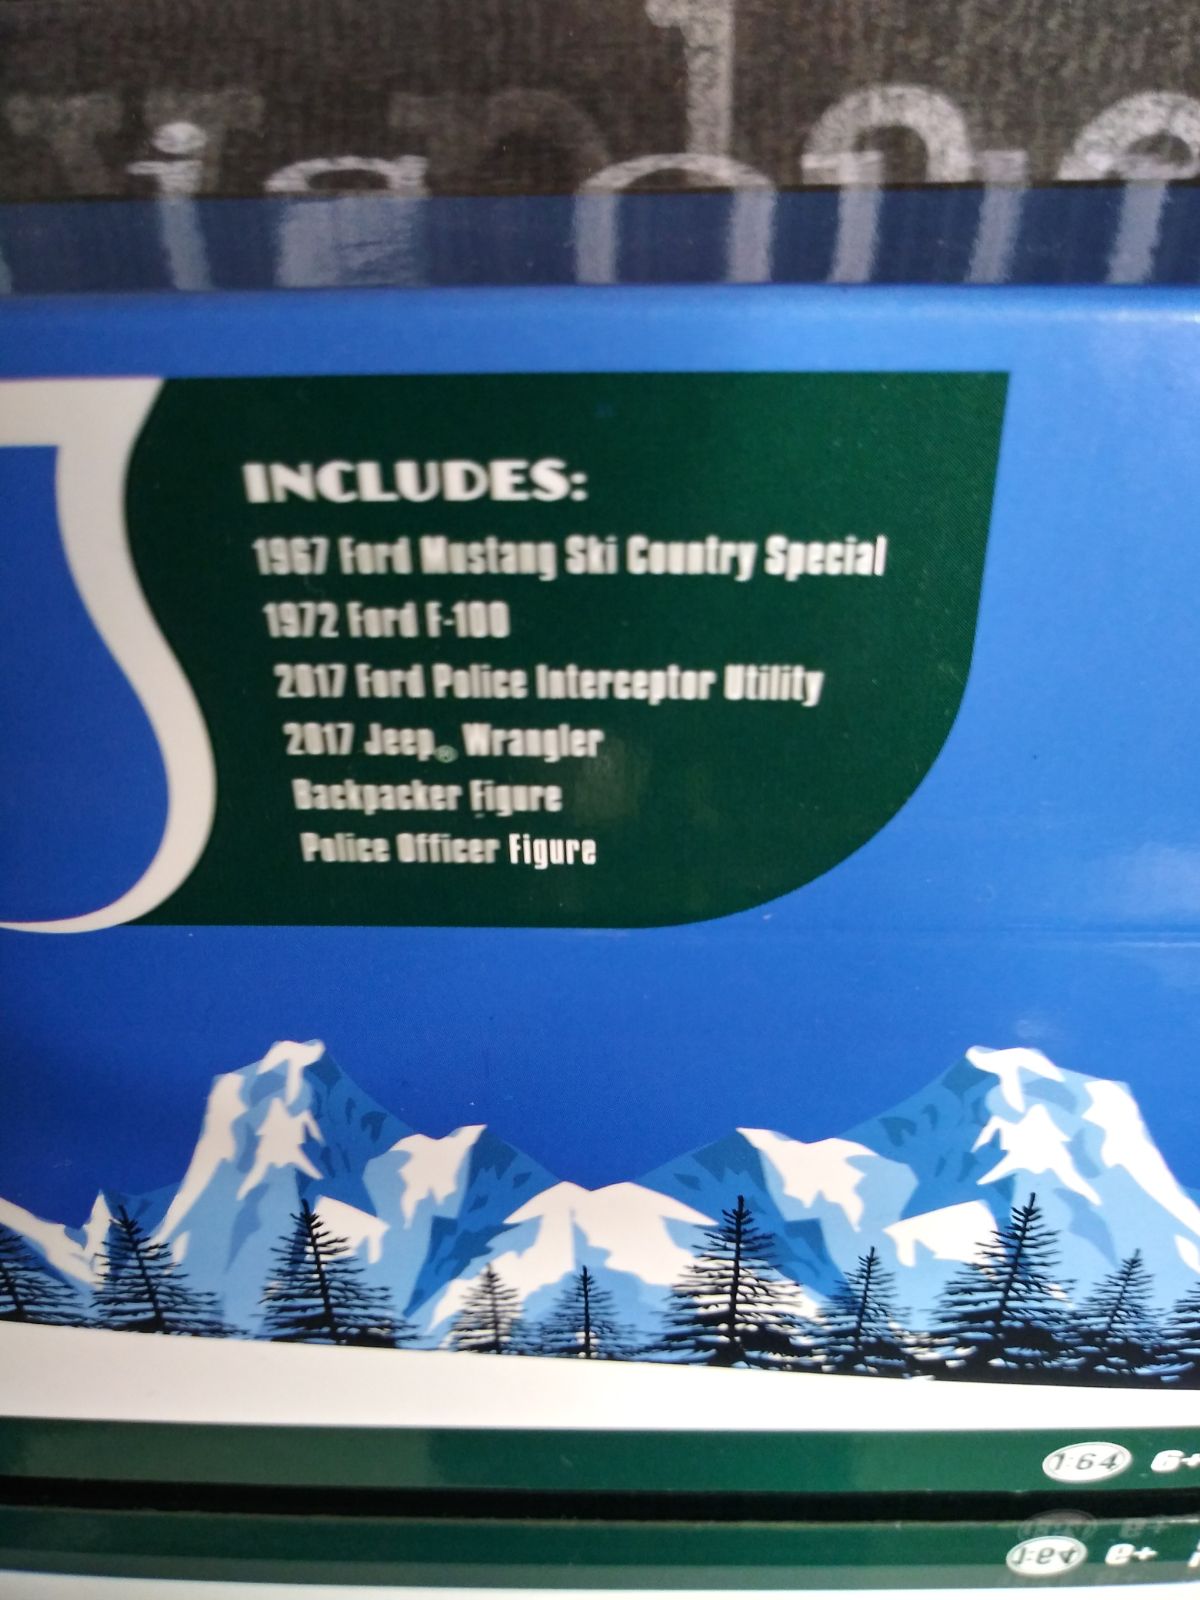 INCLUDES:
1967 Ford Mustang Ski Country Special
1972 Ford F-100
2017 Ford Police Interceptor Utility
2017 Jeep® Wrangler
Backpacker Figure
Police Officer Figure
1:64 6+